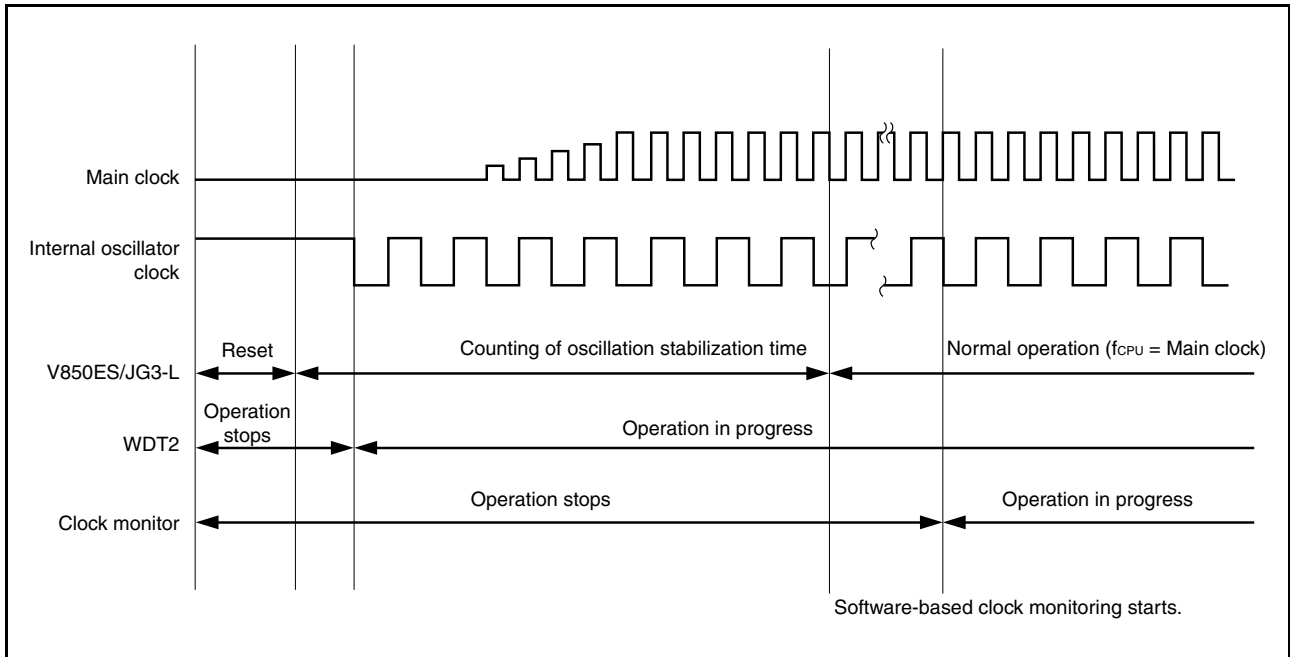 Main clock
Internal oscillator
clock
Reset
Counting of oscillation stabilization time
Normal operation (fCPU = Main clock)
V850ES/JG3-L
Operation
stops
Operation in progress
WDT2
Operation stops
Operation in progress
Clock monitor
Software-based clock monitoring starts.